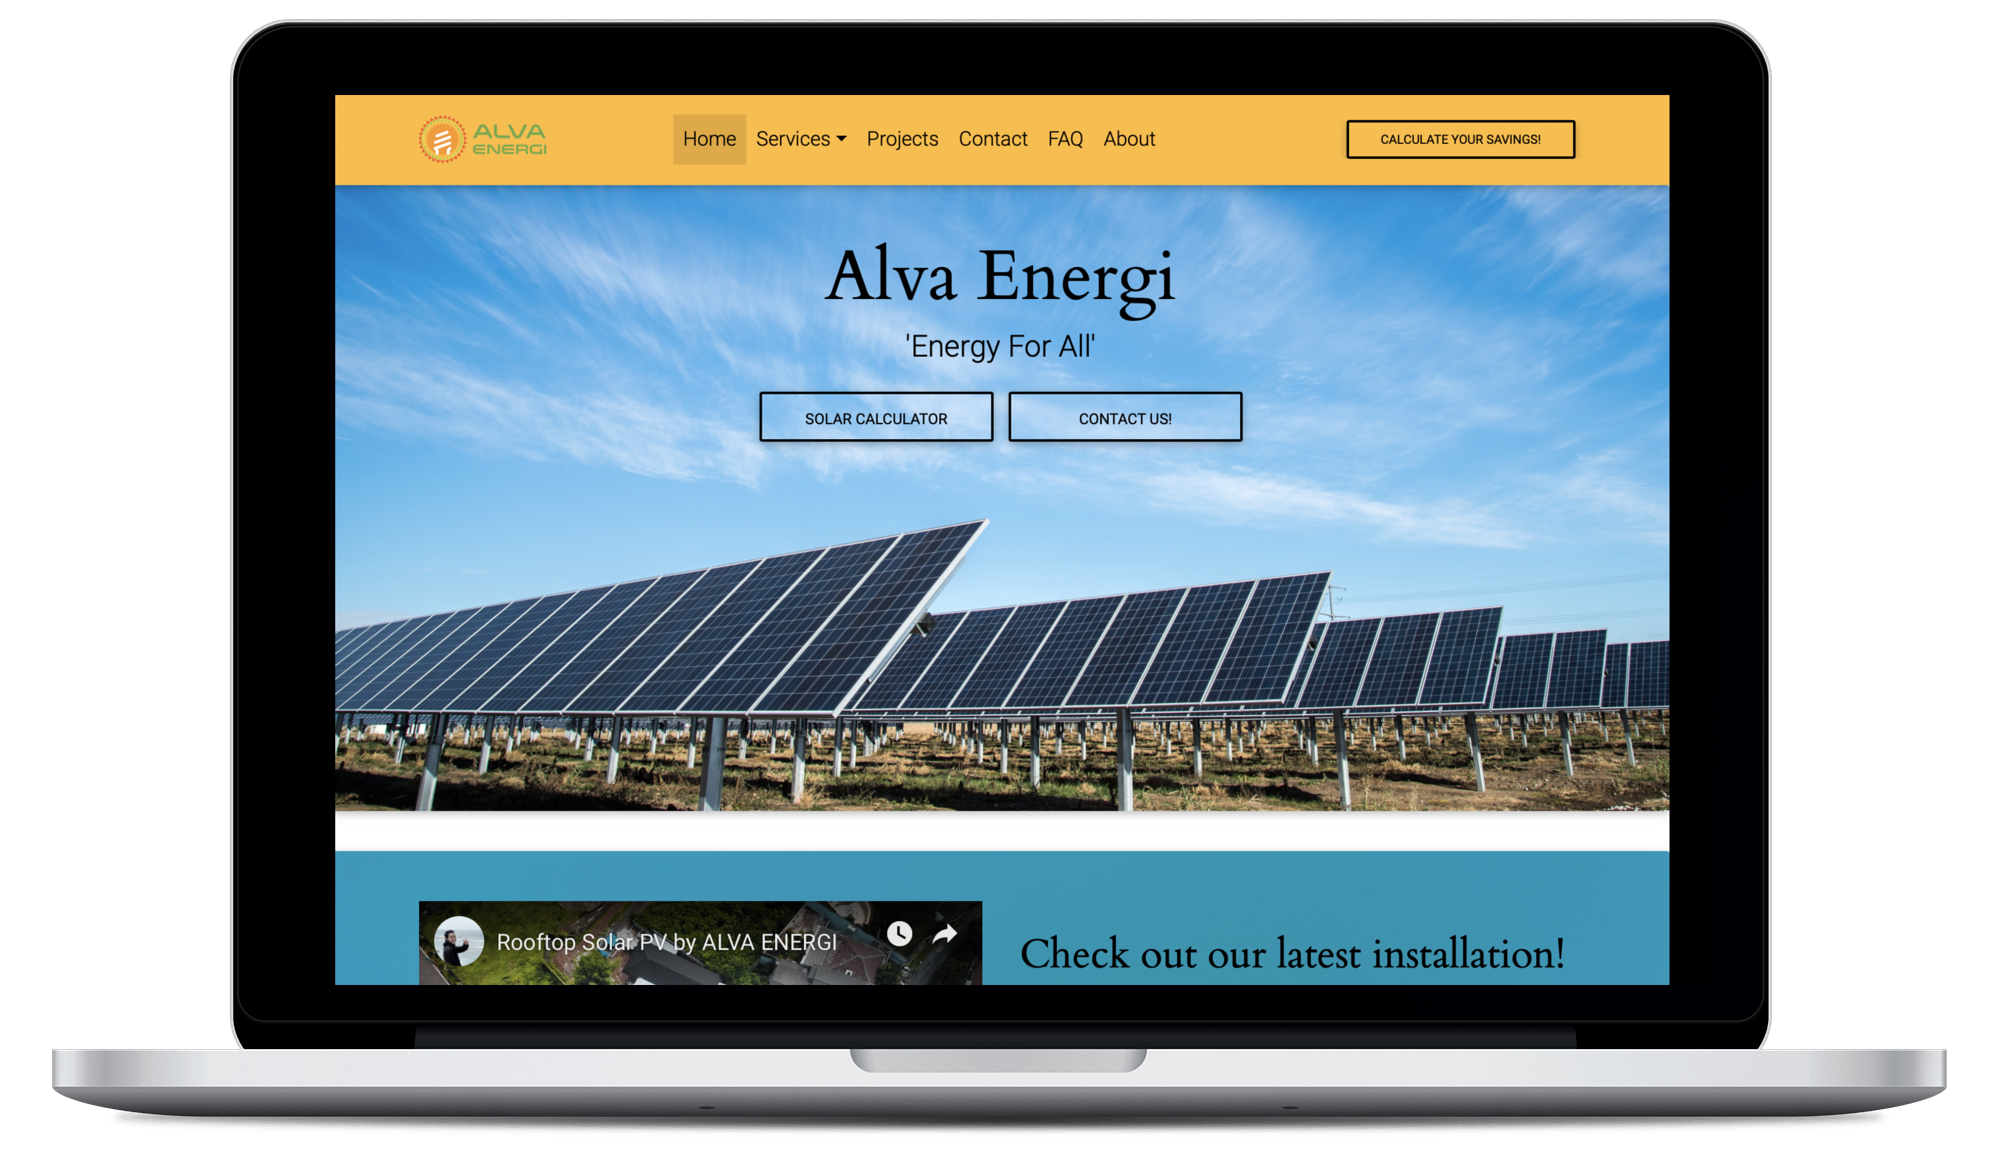 ALVA
ENERGI
Home Services Projects Contact FAQ About
CALCULATE YOUR SAVINGS!
Alva Energi
'Energy For All'
SOLAR CALCULATOR CONTACT US!
Rooftop Solar PV by ALVA ENERGI
Check out our latest installation!